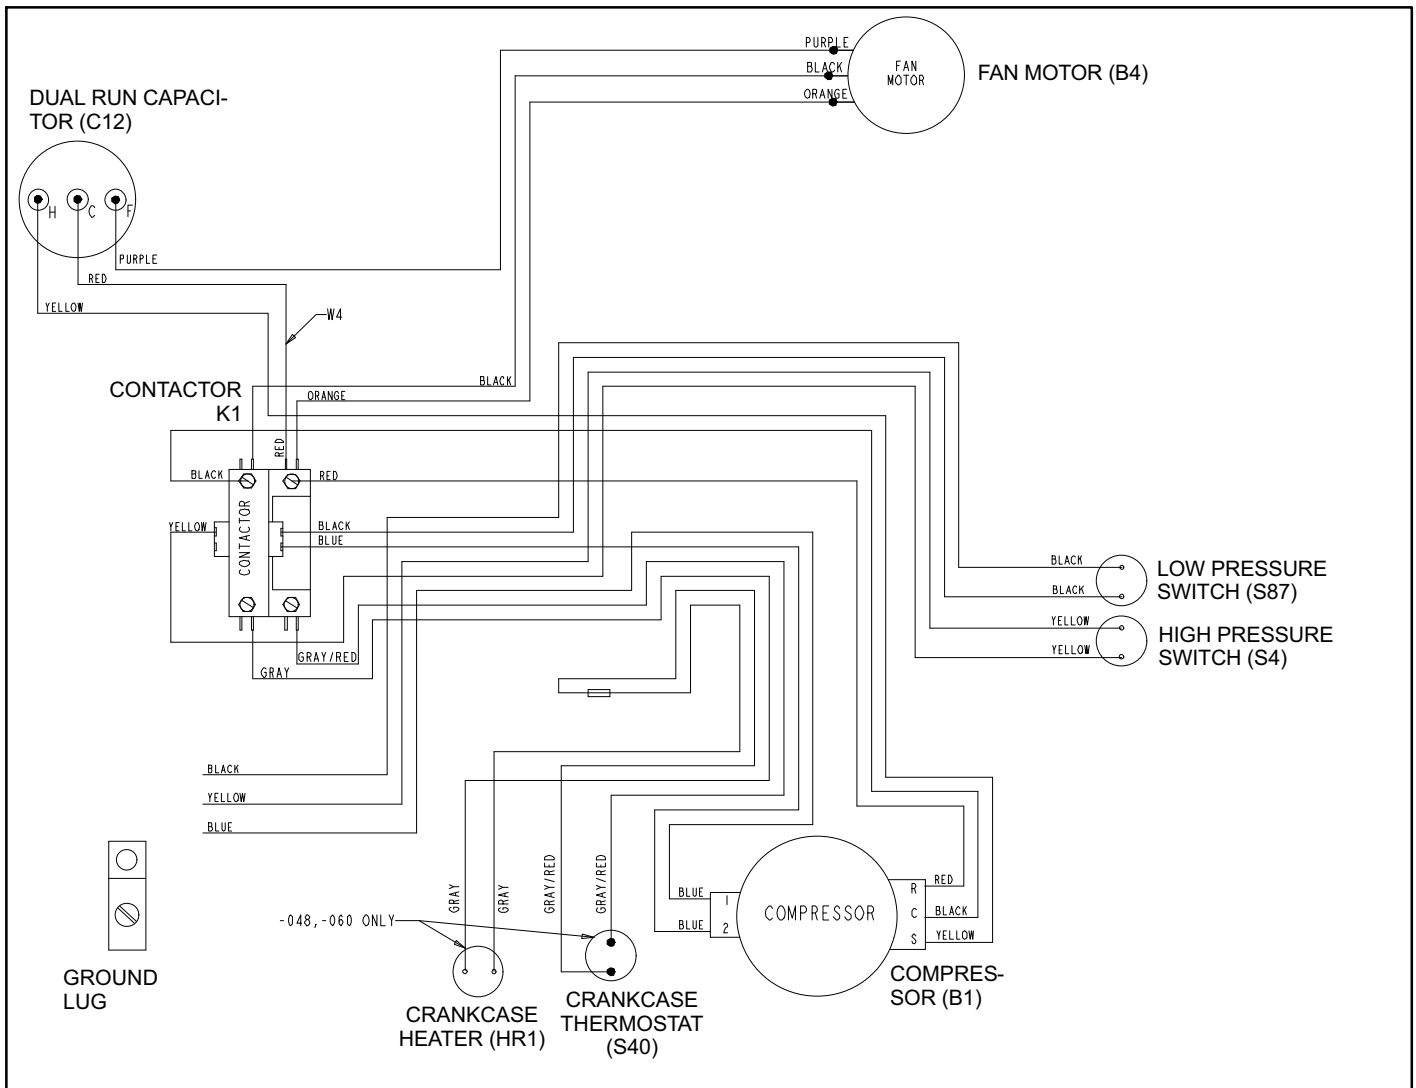 PURPLE
BLACK
ORANGE
FAN
MOTOR
FAN MOTOR (B4)
DUAL RUN CAPACI-
TOR (C12)
H
C
F
PURPLE
RED
YELLOW
W4
CONTACTOR
K1
BLACK
ORANGE
RED
BLACK
RED
YELLOW
CONTACTOR
BLACK
BLUE
GRAY/RED
GRAY
BLACK
BLACK
LOW PRESSURE
SWITCH (S87)
YELLOW
YELLOW
HIGH PRESSURE
SWITCH (S4)
BLACK
YELLOW
BLUE
GROUND
LUG
-048,-060 ONLY
GRAY
GRAY
GRAY/RED
GRAY/RED
CRANKCASE
HEATER (HR1)
CRANKCASE
THERMOSTAT
(S40)
BLUE
BLUE
1
2
COMPRESSOR
R
C
S
RED
BLACK
YELLOW
COMPRES-
SOR (B1)